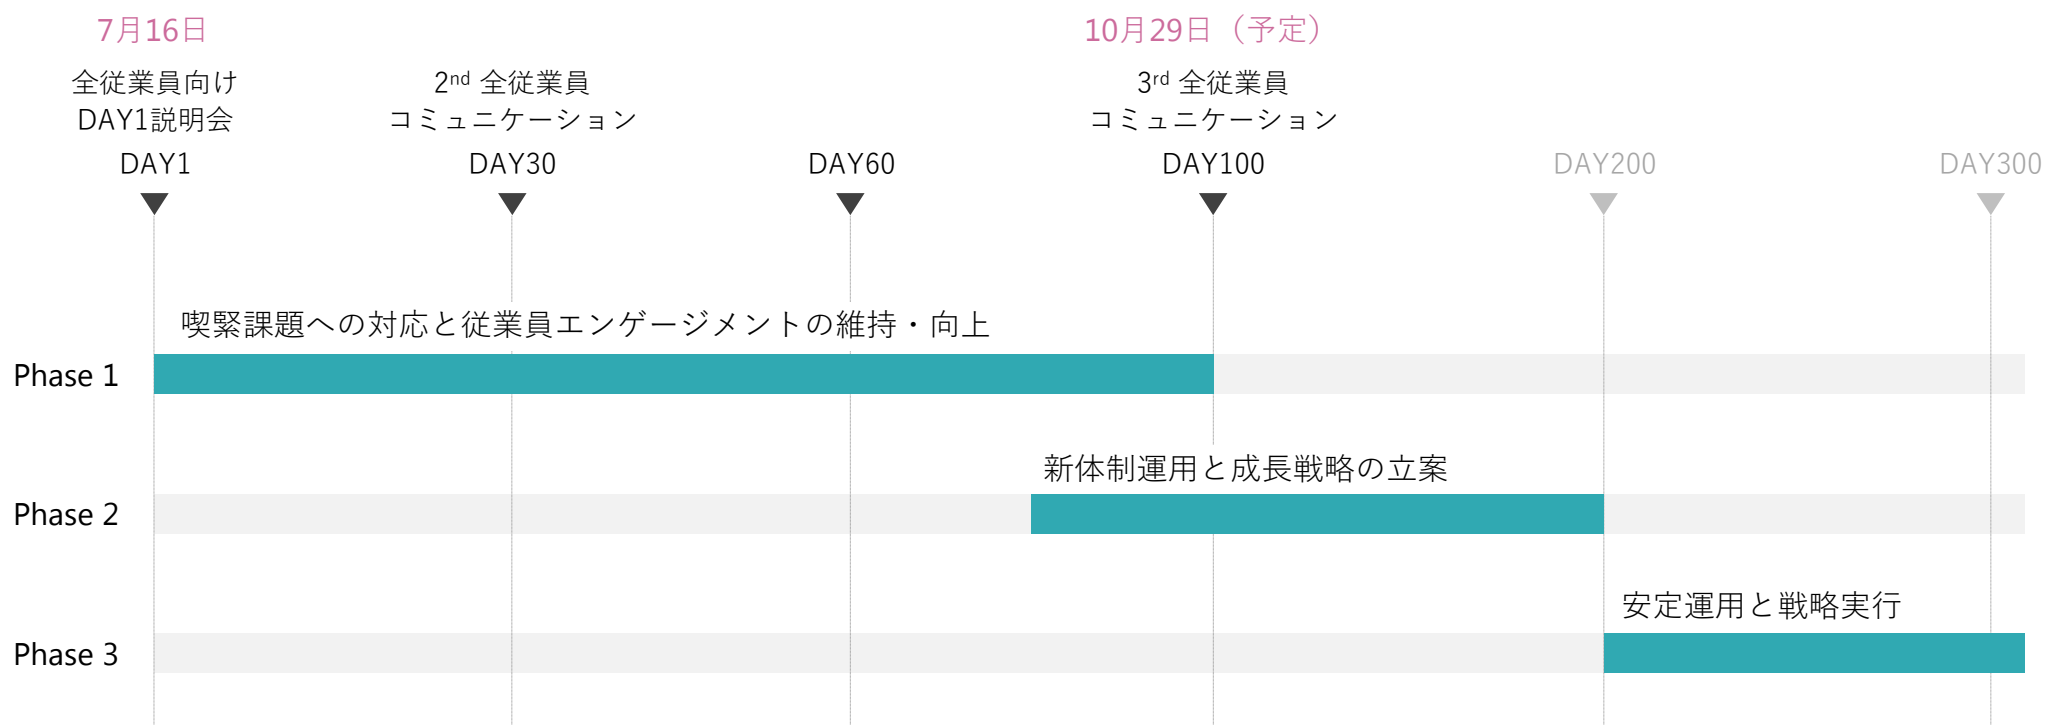 7月16日
10月29日（予定）
全従業員向け
DAY1説明会
2nd 全従業員
コミュニケーション
3rd 全従業員
コミュニケーション
DAY1
DAY30
DAY60
DAY100
DAY200
DAY300
喫緊課題への対応と従業員エンゲージメントの維持・向上
Phase 1
新体制運用と成長戦略の立案
Phase 2
安定運用と戦略実行
Phase 3